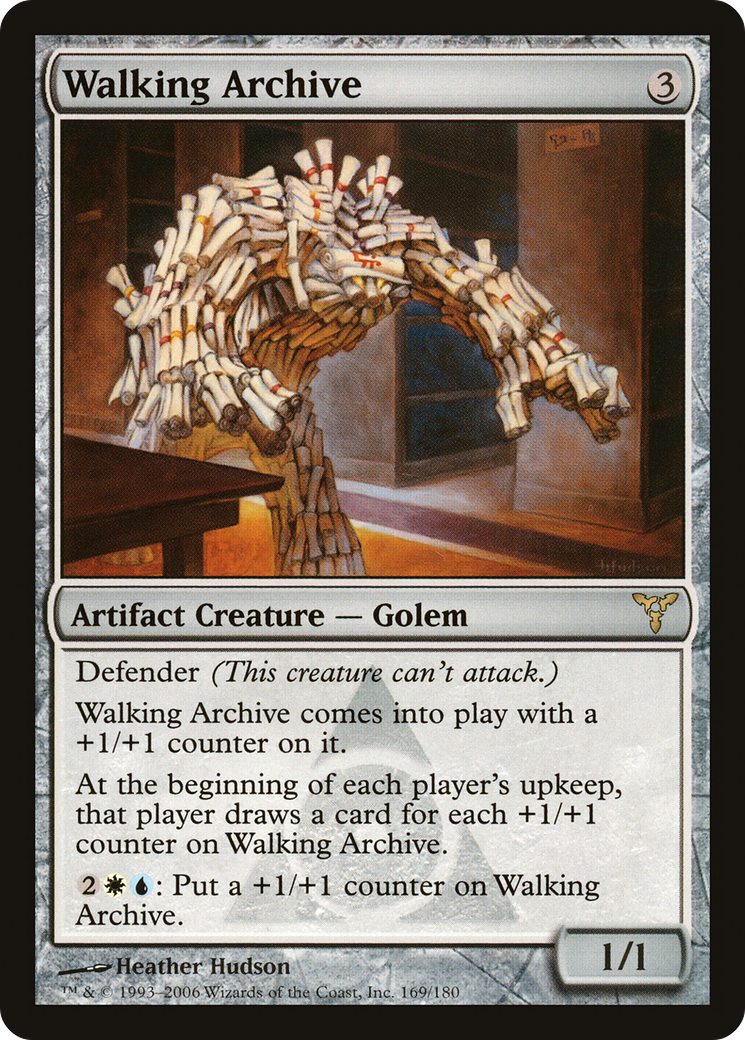 Walking Archive
3
Artifact Creature — Golem
Defender (This creature can't attack.)
Walking Archive comes into play with a
+1/+1 counter on it.
At the beginning of each player's upkeep,
that player draws a card for each +1/+1
counter on Walking Archive.
2: Put a +1/+1 counter on Walking
Archive.
1/1
Heather Hudson
™ & © 1993–2006 Wizards of the Coast, Inc. 169/180